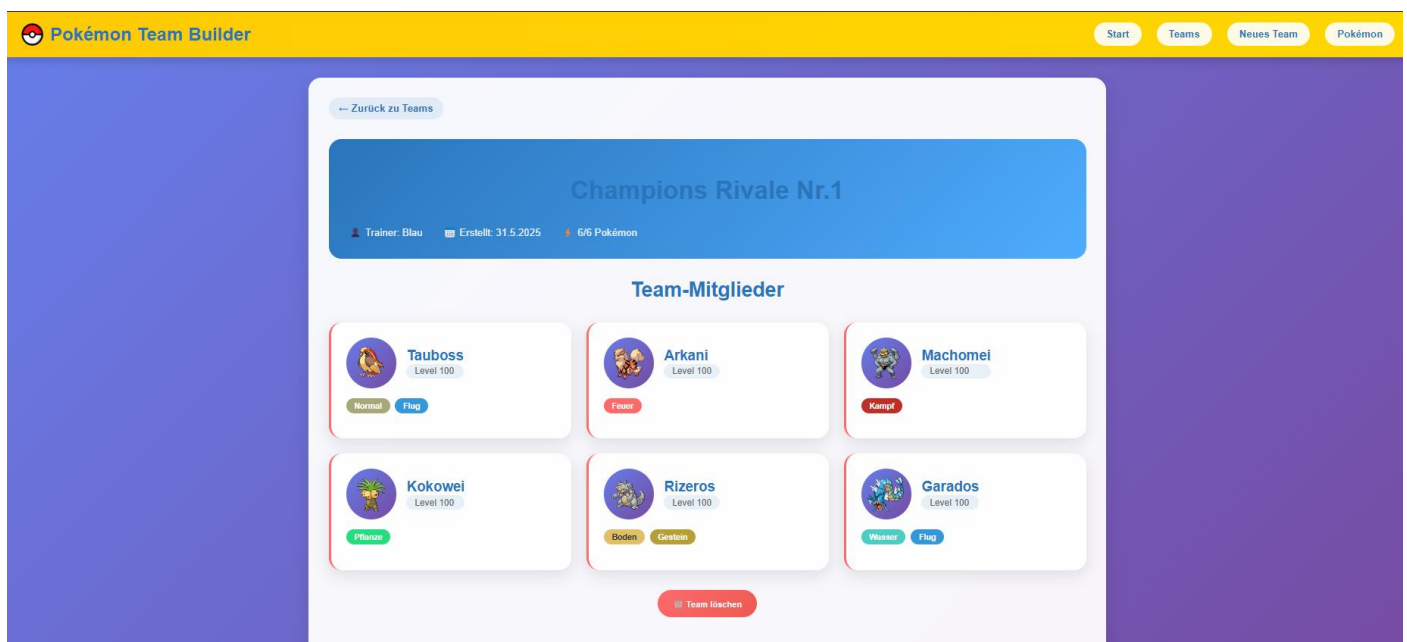 Pokémon Team Builder
Start Teams Neues Team Pokémon
← Zurück zu Teams
Champions Rivale Nr.1
Trainer: Blau Erstellt: 31.5.2025 6/6 Pokémon
Team-Mitglieder
Tauboss
Level 100
Normal Flug
Arkani
Level 100
Feuer
Machomei
Level 100
Kampf
Kokowei
Level 100
Pflanze
Rizeros
Level 100
Boden Gestein
Garados
Level 100
Wasser Flug
Team löschen